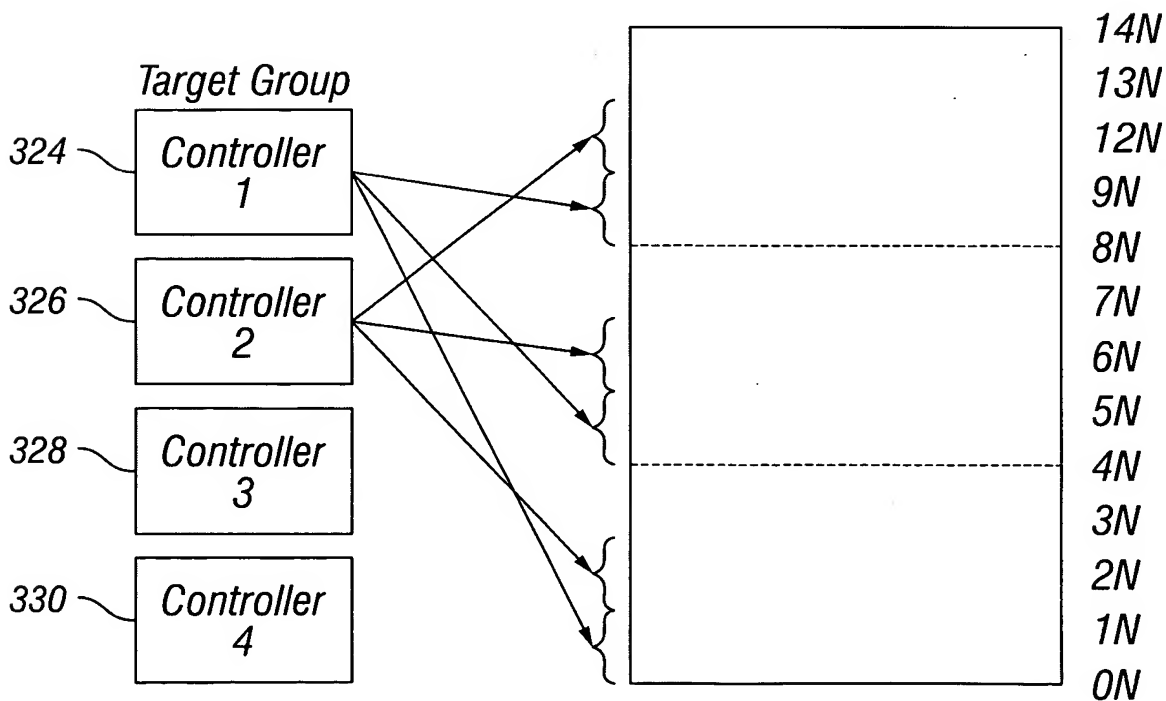 Target Group
324
Controller
1
326
Controller
2
328
Controller
3
330
Controller
4
14N
13N
12N
9N
8N
7N
6N
5N
4N
3N
2N
1N
0N